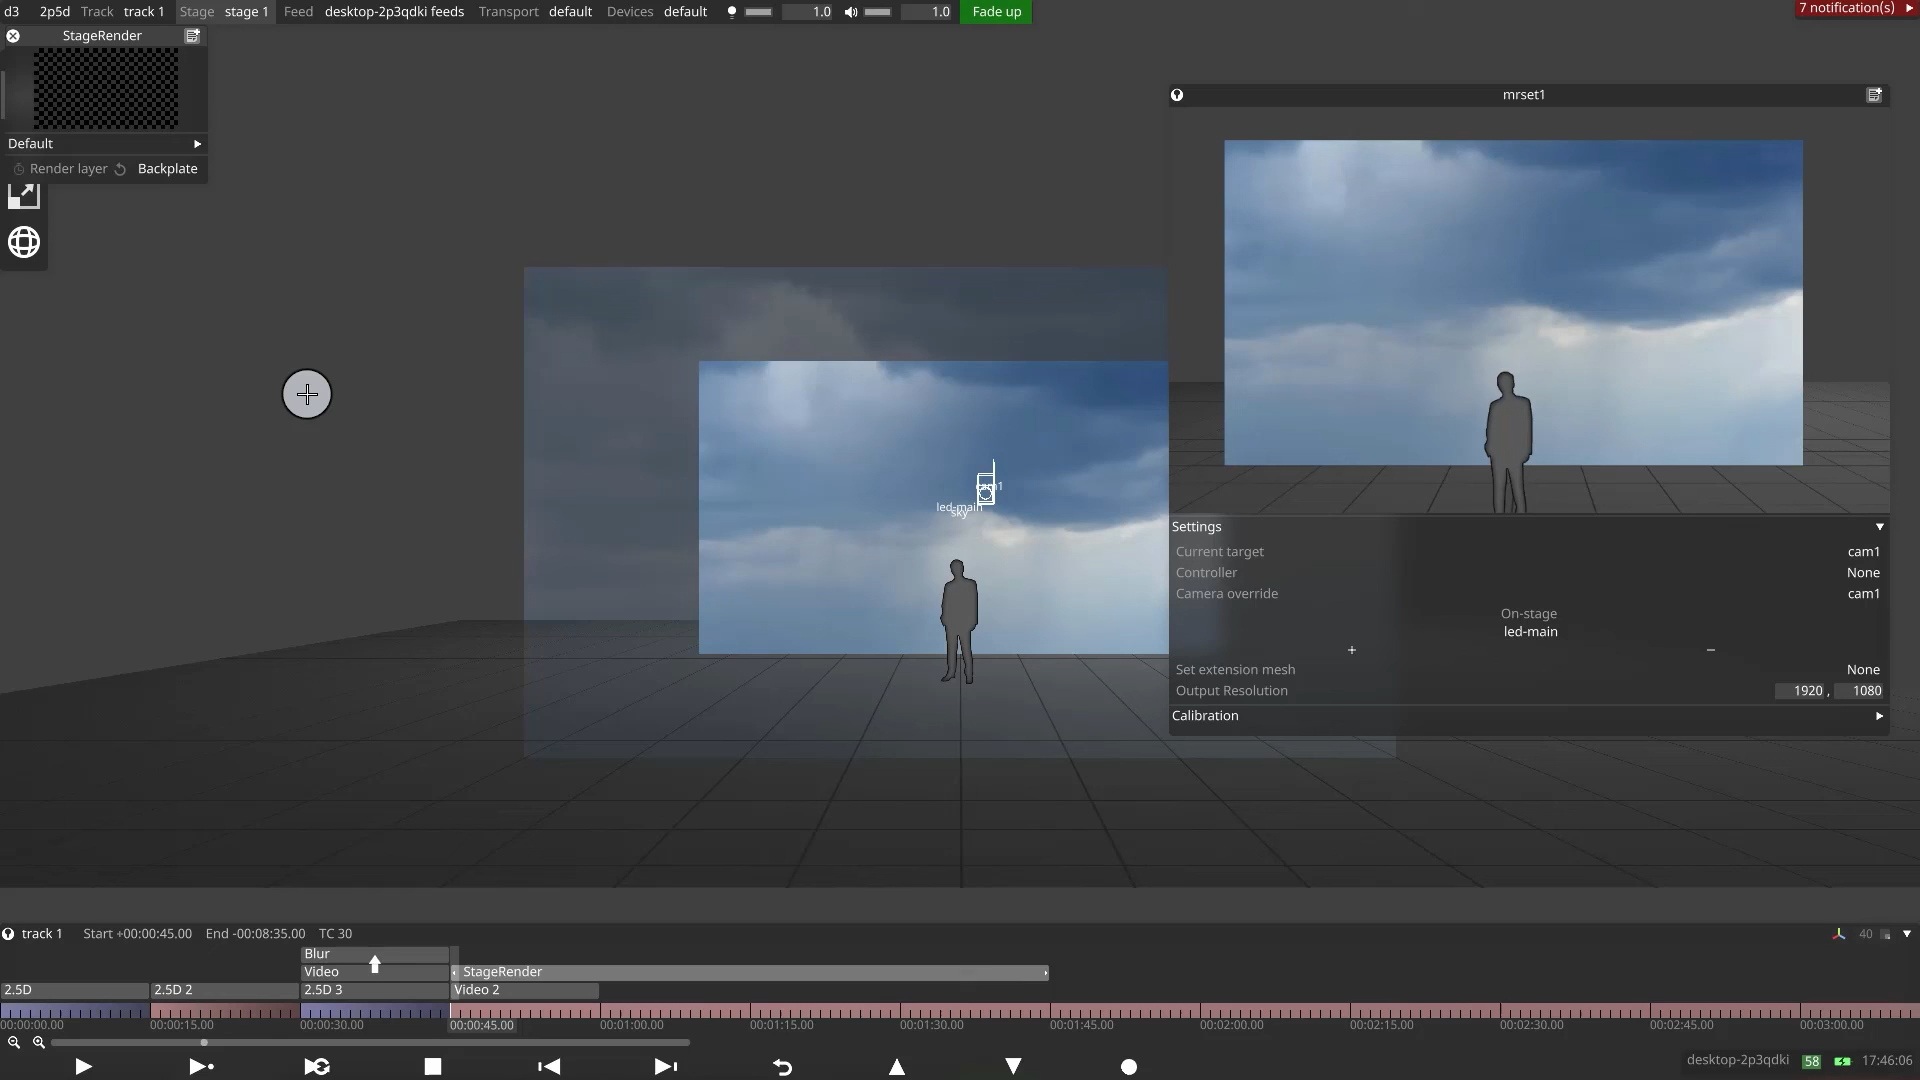 d3 2p5d Track track 1 Stage stage 1 Feed desktop-2p3qdki feeds Transport default Devices default 1.0 1.0 Fade up 7 notification(s)
StageRender
Default
Render layer Backplate
mrset1
cam1
led-main
sky
Settings
Current target cam1
Controller None
Camera override cam1
On-stage
led-main
+ −
Set extension mesh None
Output Resolution 1920 , 1080
Calibration
track 1 Start +00:00:45.00 End -00:08:35.00 TC 30 40
Blur
Video StageRender
2.5D 2.5D 2 2.5D 3 Video 2
00:00:00.00 00:00:15.00 00:00:30.00 00:00:45.00 00:01:00.00 00:01:15.00 00:01:30.00 00:01:45.00 00:02:00.00 00:02:15.00 00:02:30.00 00:02:45.00 00:03:00.00
desktop-2p3qdki 58 17:46:06